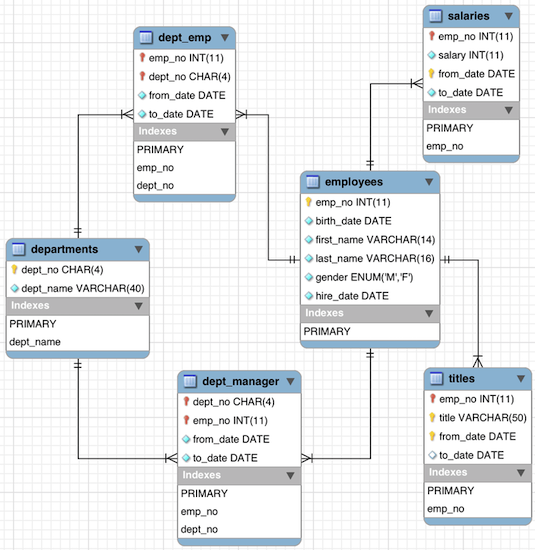 dept_emp
emp_no INT(11)
dept_no CHAR(4)
from_date DATE
to_date DATE
Indexes
PRIMARY
emp_no
dept_no
salaries
emp_no INT(11)
salary INT(11)
from_date DATE
to_date DATE
Indexes
PRIMARY
emp_no
employees
emp_no INT(11)
birth_date DATE
first_name VARCHAR(14)
last_name VARCHAR(16)
gender ENUM('M','F')
hire_date DATE
Indexes
PRIMARY
departments
dept_no CHAR(4)
dept_name VARCHAR(40)
Indexes
PRIMARY
dept_name
dept_manager
dept_no CHAR(4)
emp_no INT(11)
from_date DATE
to_date DATE
Indexes
PRIMARY
emp_no
dept_no
titles
emp_no INT(11)
title VARCHAR(50)
from_date DATE
to_date DATE
Indexes
PRIMARY
emp_no